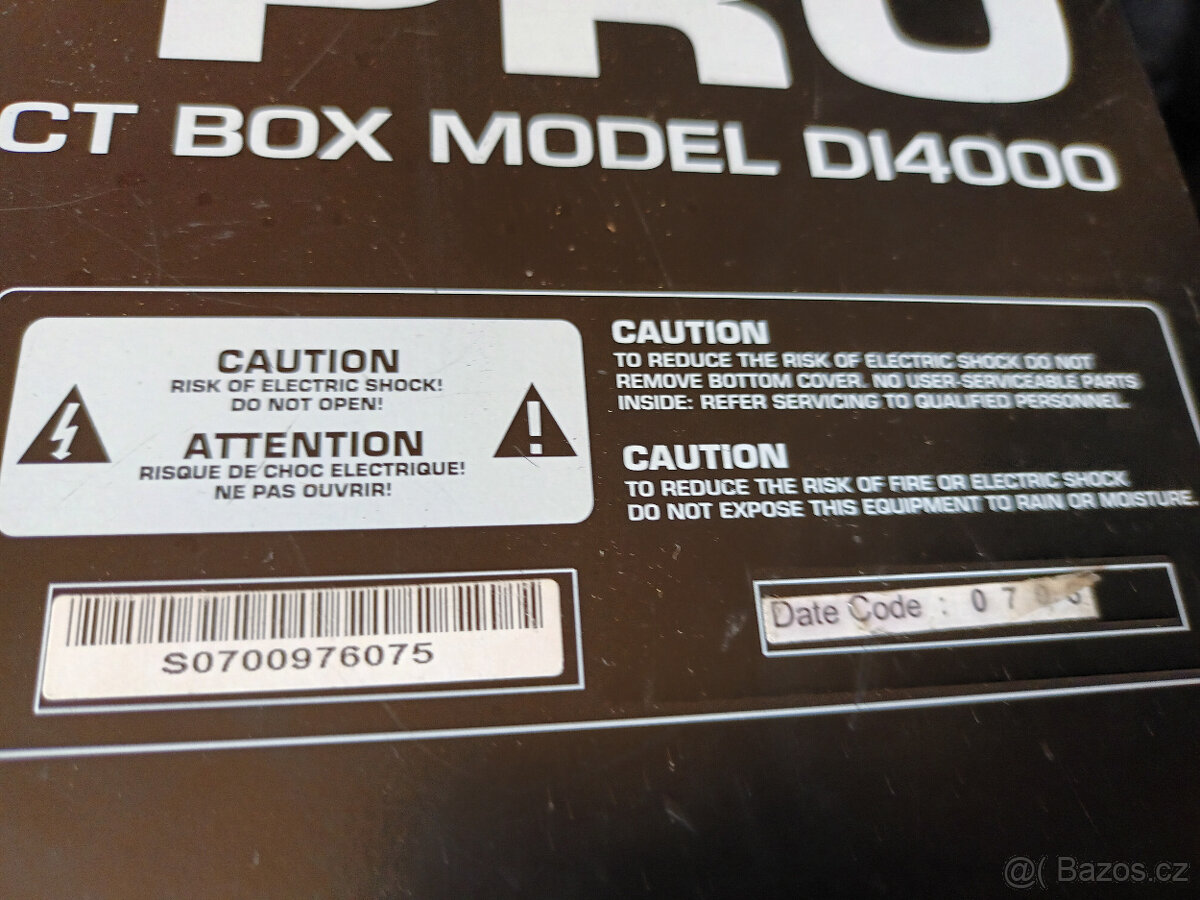 PRO
CT BOX MODEL DI4000
CAUTION
RISK OF ELECTRIC SHOCK!
DO NOT OPEN!
ATTENTION
RISQUE DE CHOC ELECTRIQUE!
NE PAS OUVRIR!
CAUTION
TO REDUCE THE RISK OF ELECTRIC SHOCK DO NOT
REMOVE BOTTOM COVER. NO USER-SERVICEABLE PARTS
INSIDE: REFER SERVICING TO QUALIFIED PERSONNEL.
CAUTION
TO REDUCE THE RISK OF FIRE OR ELECTRIC SHOCK
DO NOT EXPOSE THIS EQUIPMENT TO RAIN OR MOISTURE.
S0700976075
Date Code :
@( Bazos.cz